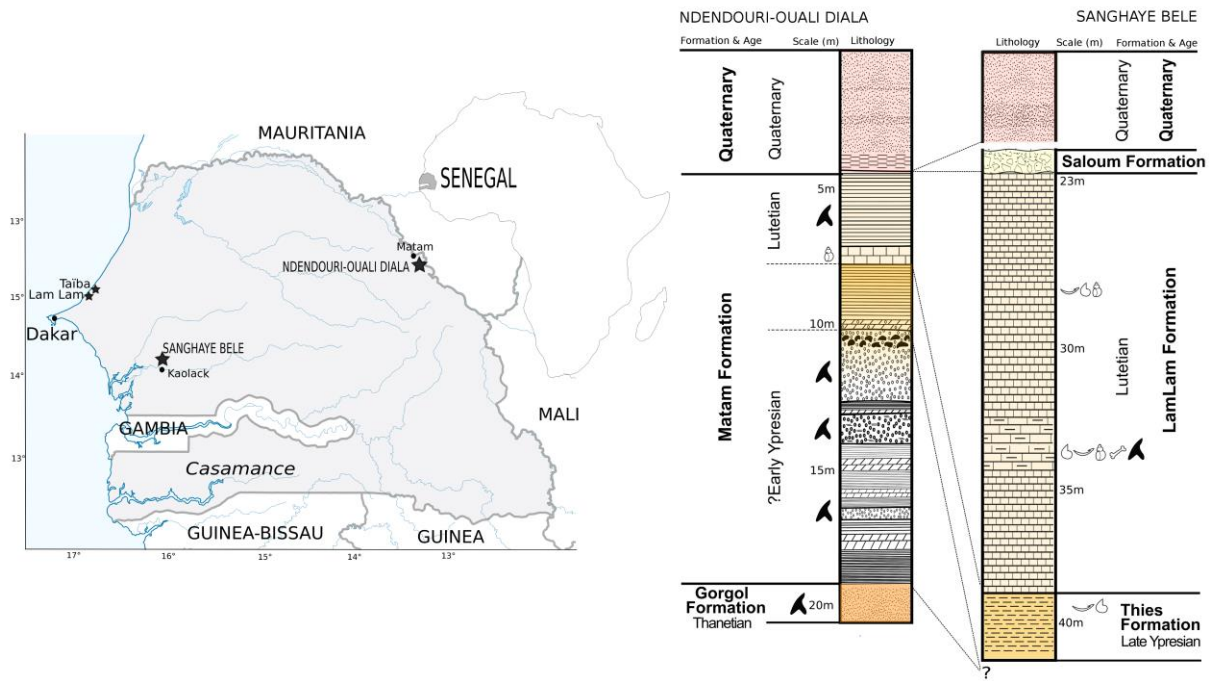 MAURITANIA
SENEGAL
13°
Matam
NDENDOURI-OUALI DIALA
Taïba
Lam Lam
15°
Dakar
SANGHAYE BELE
Kaolack
14°
GAMBIA
MALI
13°
Casamance
GUINEA-BISSAU
GUINEA
17°
16°
15°
14°
13°
NDENDOURI-OUALI DIALA
Formation & Age
Scale (m)
Lithology
Quaternary
Quaternary
Matam Formation
Lutetian
?Early Ypresian
5m
10m
15m
Gorgol
Formation
Thanetian
20m
SANGHAYE BELE
Lithology
Scale (m)
Formation & Age
Quaternary
Quaternary
Saloum Formation
23m
30m
35m
Lutetian
LamLam Formation
40m
Thies
Formation
Late Ypresian
?